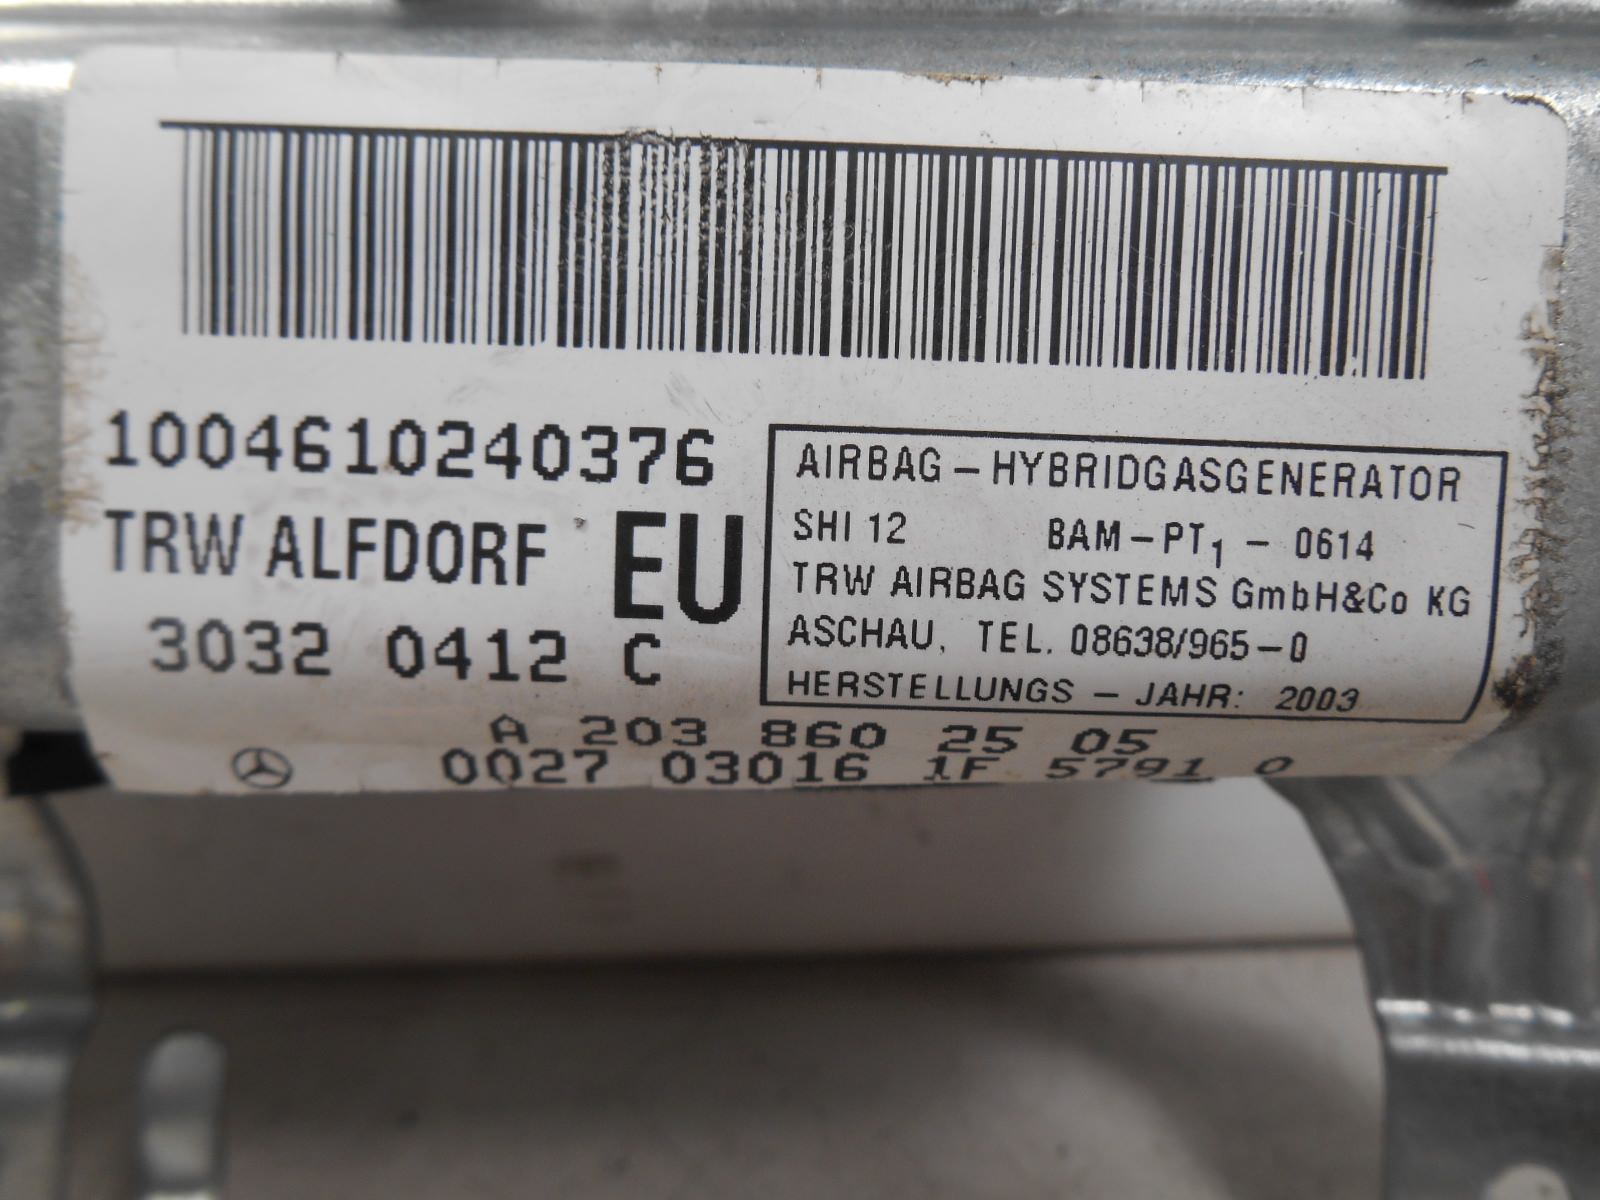 1004610240376
TRW ALFDORF EU
3032 0412 C
AIRBAG – HYBRIDGASGENERATOR
SHI 12 BAM – PT1 – 0614
TRW AIRBAG SYSTEMS GmbH&Co KG
ASCHAU, TEL. 08638/965–0
HERSTELLUNGS – JAHR: 2003
A 203 860 25 05
0027 03016 1F 5791 0